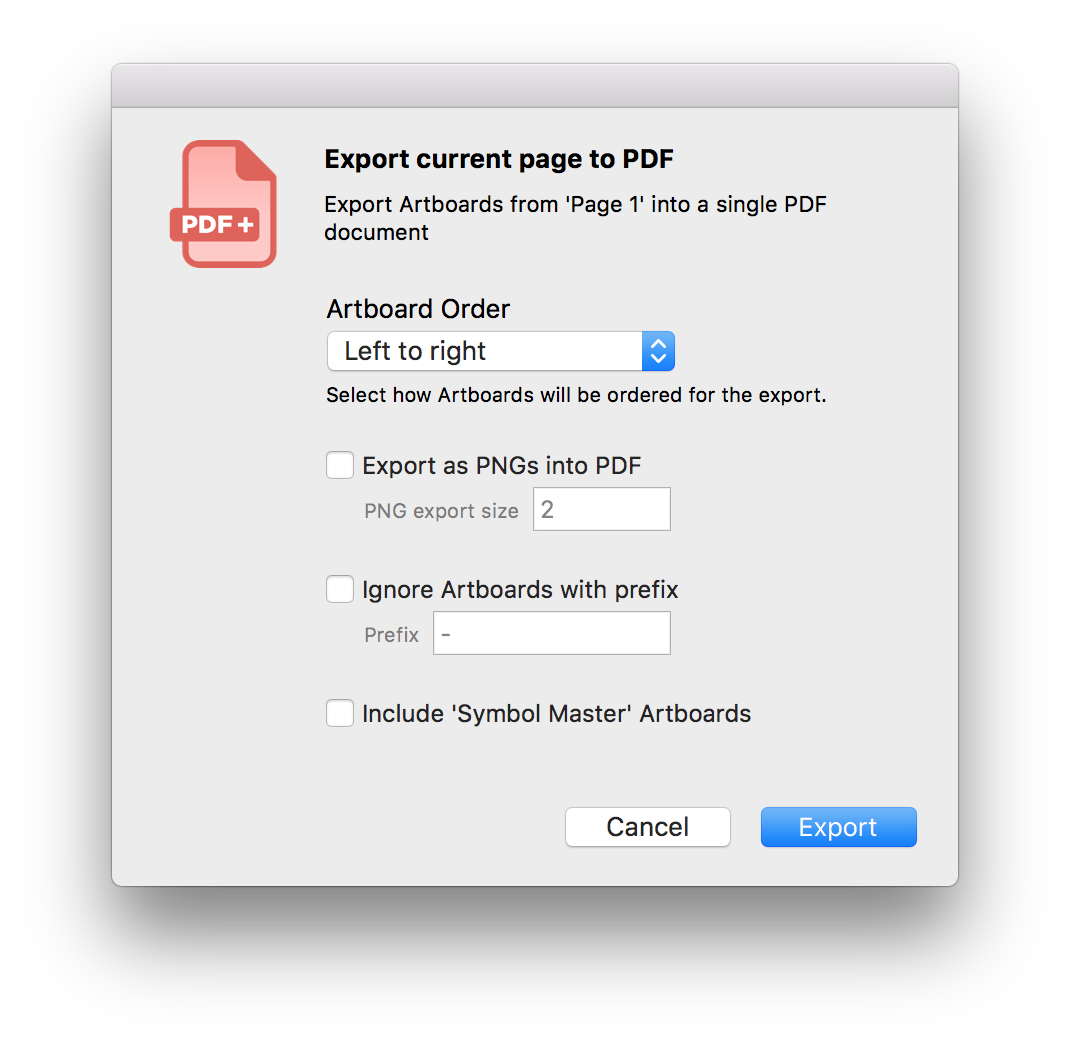 PDF+
Export current page to PDF
Export Artboards from 'Page 1' into a single PDF
document
Artboard Order
Left to right
Select how Artboards will be ordered for the export.
Export as PNGs into PDF
PNG export size 2
Ignore Artboards with prefix
Prefix -
Include 'Symbol Master' Artboards
Cancel Export